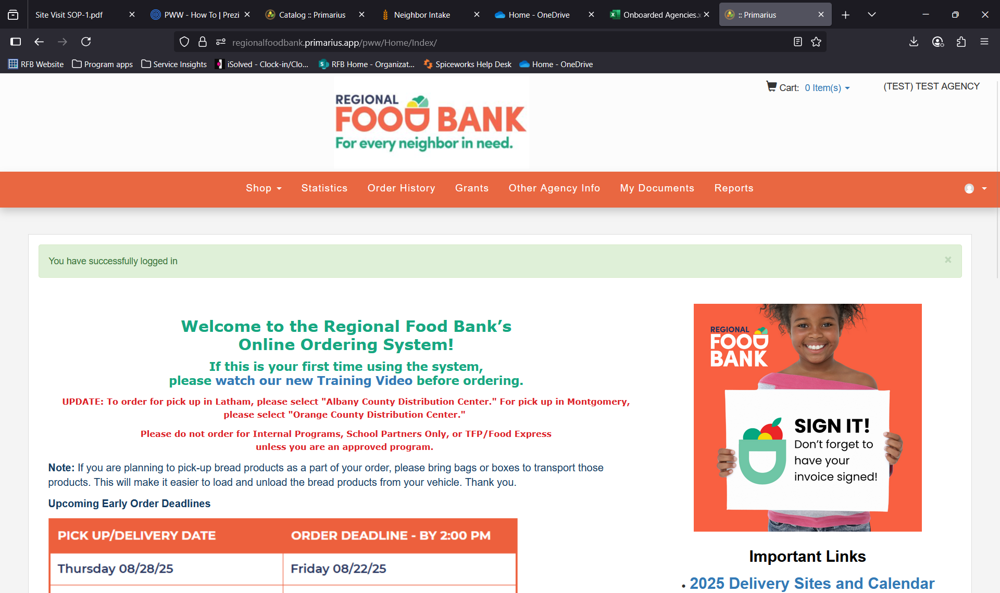 Site Visit SOP-1.pdf
PWW - How To | Prezi
Catalog :: Primarius
Neighbor Intake
Home - OneDrive
Onboarded Agencies.x
:: Primarius
regionalfoodbank.primarius.app/pww/Home/Index/
RFB Website
Program apps
Service Insights
iSolved - Clock-in/Clo...
RFB Home - Organizat...
Spiceworks Help Desk
Home - OneDrive
REGIONAL
FOOD BANK
For every neighbor in need.
Cart: 0 Item(s)
(TEST) TEST AGENCY
Shop
Statistics
Order History
Grants
Other Agency Info
My Documents
Reports
You have successfully logged in
×
Welcome to the Regional Food Bank’s
Online Ordering System!
If this is your first time using the system,
please watch our new Training Video before ordering.
UPDATE: To order for pick up in Latham, please select "Albany County Distribution Center." For pick up in Montgomery,
please select "Orange County Distribution Center."
Please do not order for Internal Programs, School Partners Only, or TFP/Food Express
unless you are an approved program.
Note: If you are planning to pick-up bread products as a part of your order, please bring bags or boxes to transport those
products. This will make it easier to load and unload the bread products from your vehicle. Thank you.
Upcoming Early Order Deadlines
PICK UP/DELIVERY DATE
ORDER DEADLINE - BY 2:00 PM
Thursday 08/28/25
Friday 08/22/25
REGIONAL
FOOD
BANK
SIGN IT!
Don’t forget to
have your
invoice signed!
Important Links
• 2025 Delivery Sites and Calendar